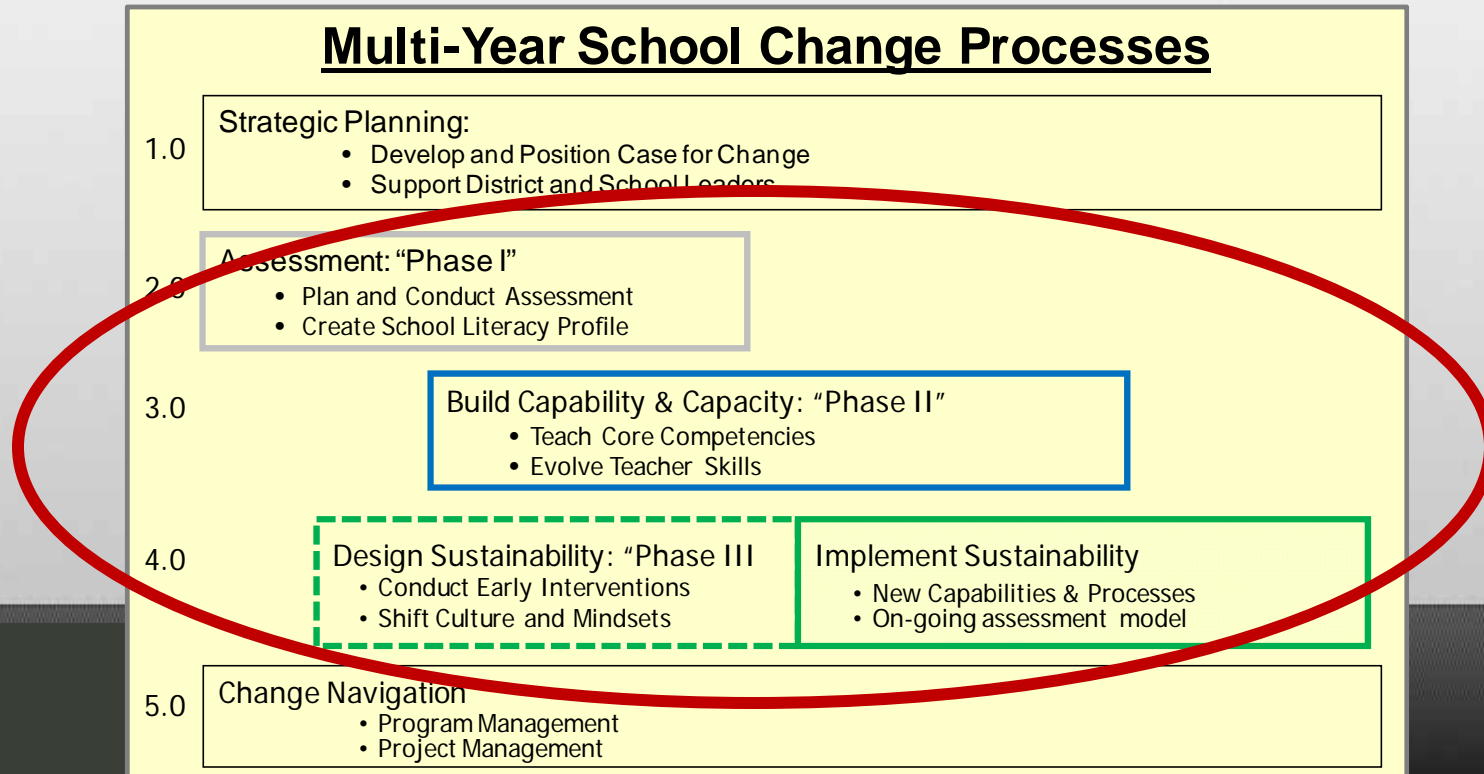 Multi-Year School Change Processes
1.0
Strategic Planning:
• Develop and Position Case for Change
• Support District and School Leaders
2.0
Assessment: “Phase I”
• Plan and Conduct Assessment
• Create School Literacy Profile
3.0
Build Capability & Capacity: “Phase II”
• Teach Core Competencies
• Evolve Teacher Skills
4.0
Design Sustainability: “Phase III
• Conduct Early Interventions
• Shift Culture and Mindsets
Implement Sustainability
• New Capabilities & Processes
• On-going assessment model
5.0
Change Navigation
• Program Management
• Project Management